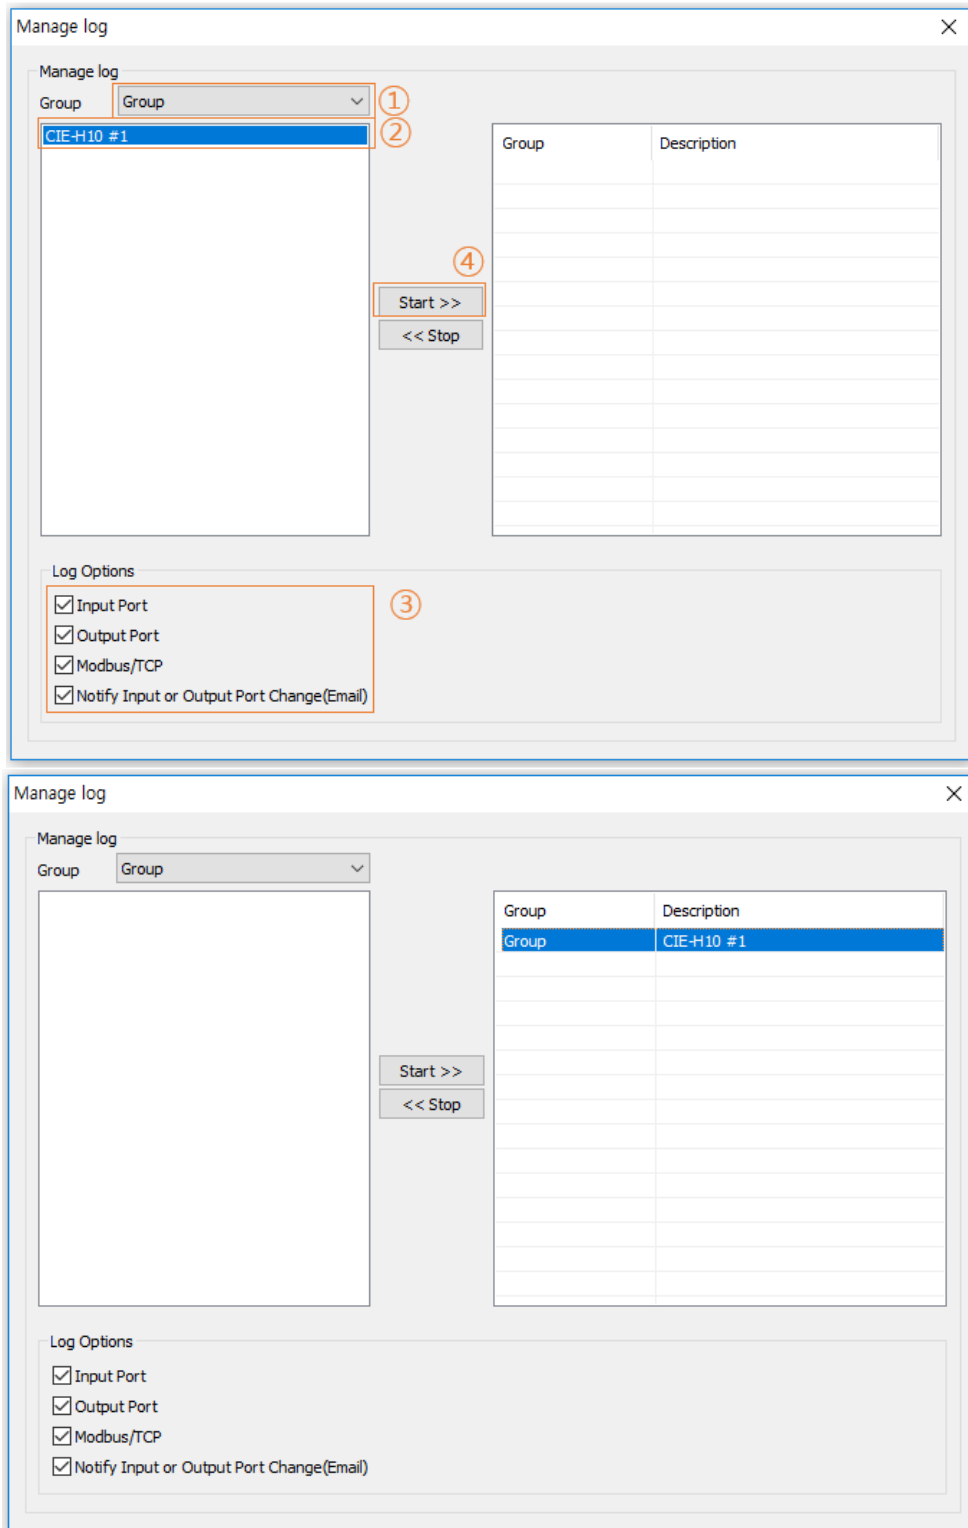 Manage log
Manage log
Group Group ①
CIE-H10 #1 ②
Group Description
④
Start >>
<< Stop
Log Options
Input Port ③
Output Port
Modbus/TCP
Notify Input or Output Port Change(Email)
Manage log
Manage log
Group Group
Group Description
Group CIE-H10 #1
Start >>
<< Stop
Log Options
Input Port
Output Port
Modbus/TCP
Notify Input or Output Port Change(Email)